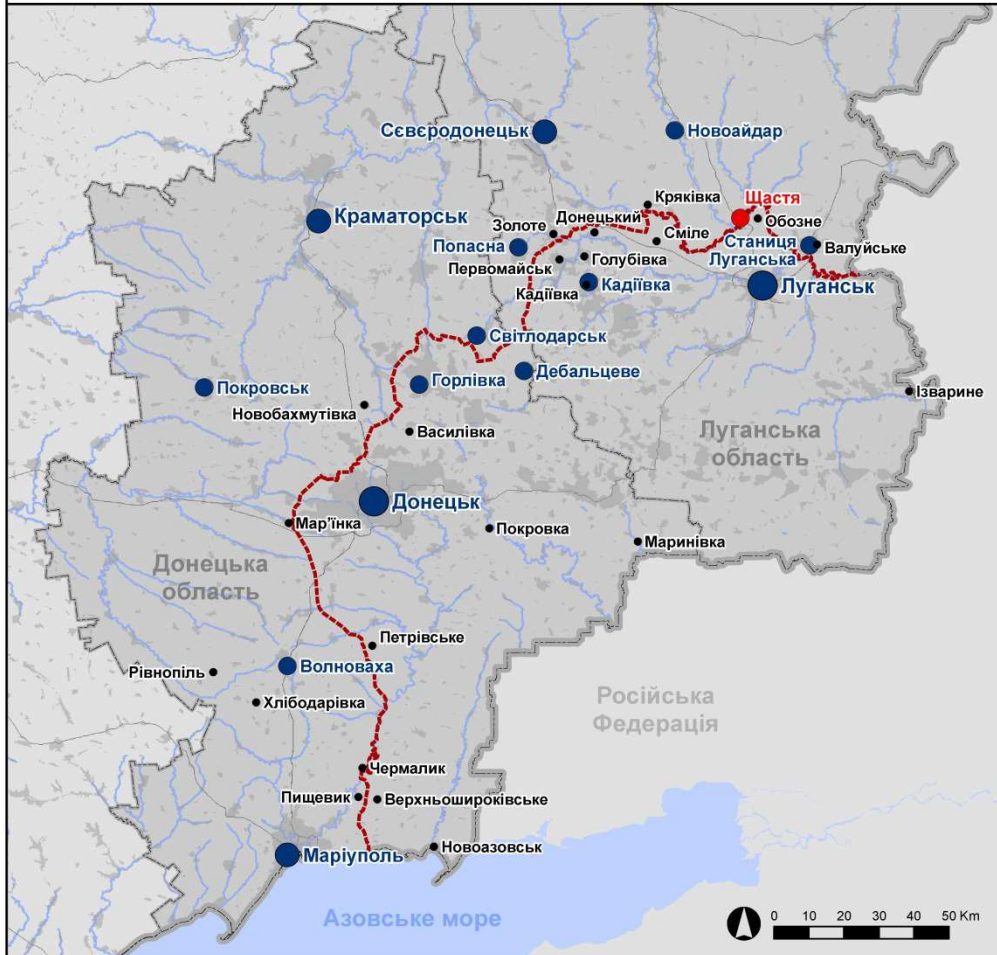 Сєвєродонецьк
Новоайдар
Кряківка
Щастя
Краматорськ
Золоте
Донецький
Обозне
Сміле
Попасна
Станиця
Луганська
Валуйське
Первомайськ
Голубівка
Кадіївка
Кадіївка
Луганськ
Світлодарськ
Дебальцеве
Покровськ
Горлівка
Ізварине
Новобахмутівка
Василівка
Луганська
область
Донецьк
Мар'їнка
Покровка
Маринівка
Донецька
область
Петрівське
Волноваха
Рівнопіль
Хлібодарівка
Російська
Федерація
Чермалик
Пищевик
Верхньошироківське
Новоазовськ
Маріуполь
Азовське море
0 10 20 30 40 50 Km